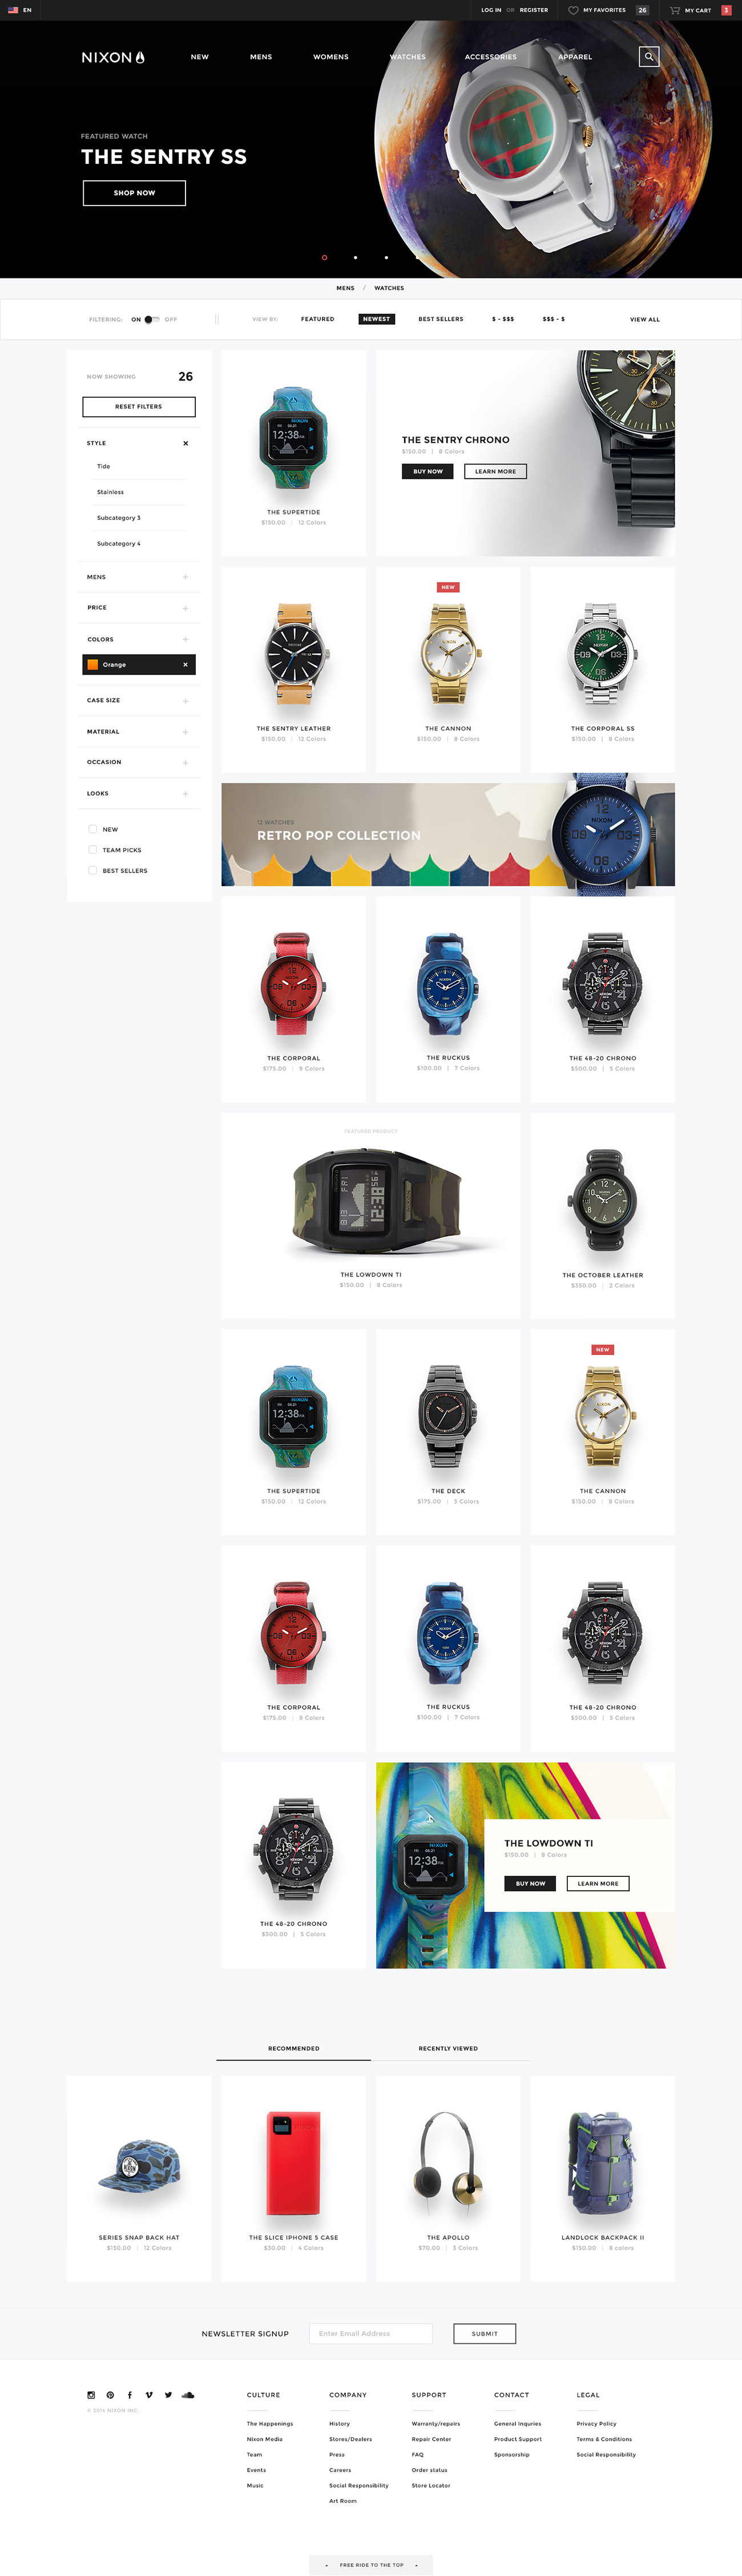 EN
LOG IN OR REGISTER
MY FAVORITES 26
MY CART 3
NIXON
NEW
MENS
WOMENS
WATCHES
ACCESSORIES
APPAREL
FEATURED WATCH
THE SENTRY SS
SHOP NOW
MENS / WATCHES
FILTERING: ON OFF
VIEW BY: FEATURED NEWEST BEST SELLERS $ - $$$ $$$ - $
VIEW ALL
NOW SHOWING 26
RESET FILTERS
STYLE
Tide
Stainless
Subcategory 3
Subcategory 4
MENS
PRICE
COLORS
Orange
CASE SIZE
MATERIAL
OCCASION
LOOKS
NEW
TEAM PICKS
BEST SELLERS
THE SUPERTIDE
$150.00 | 12 Colors
THE SENTRY CHRONO
$150.00 | 8 Colors
BUY NOW
LEARN MORE
THE SENTRY LEATHER
$150.00 | 12 Colors
NEW
THE CANNON
$150.00 | 8 Colors
THE CORPORAL SS
$150.00 | 8 Colors
12 WATCHES
RETRO POP COLLECTION
THE CORPORAL
$175.00 | 9 Colors
THE RUCKUS
$100.00 | 7 Colors
THE 48-20 CHRONO
$500.00 | 5 Colors
FEATURED PRODUCT
THE LOWDOWN TI
$150.00 | 8 Colors
THE OCTOBER LEATHER
$350.00 | 2 Colors
THE SUPERTIDE
$150.00 | 12 Colors
THE DECK
$175.00 | 3 Colors
NEW
THE CANNON
$150.00 | 8 Colors
THE CORPORAL
$175.00 | 9 Colors
THE RUCKUS
$100.00 | 7 Colors
THE 48-20 CHRONO
$500.00 | 5 Colors
THE 48-20 CHRONO
$500.00 | 5 Colors
THE LOWDOWN TI
$150.00 | 8 Colors
BUY NOW
LEARN MORE
RECOMMENDED
RECENTLY VIEWED
SERIES SNAP BACK HAT
$150.00 | 12 Colors
THE SLICE IPHONE 5 CASE
$30.00 | 4 Colors
THE APOLLO
$70.00 | 3 Colors
LANDLOCK BACKPACK II
$150.00 | 8 colors
NEWSLETTER SIGNUP
Enter Email Address
SUBMIT
© 2014 NIXON INC.
CULTURE
The Happenings
Nixon Media
Team
Events
Music
COMPANY
History
Stores/Dealers
Press
Careers
Social Responsibility
Art Room
SUPPORT
Warranty/repairs
Repair Center
FAQ
Order status
Store Locator
CONTACT
General Inquries
Product Support
Sponsorship
LEGAL
Privacy Policy
Terms & Conditions
Social Responsibility
FREE RIDE TO THE TOP